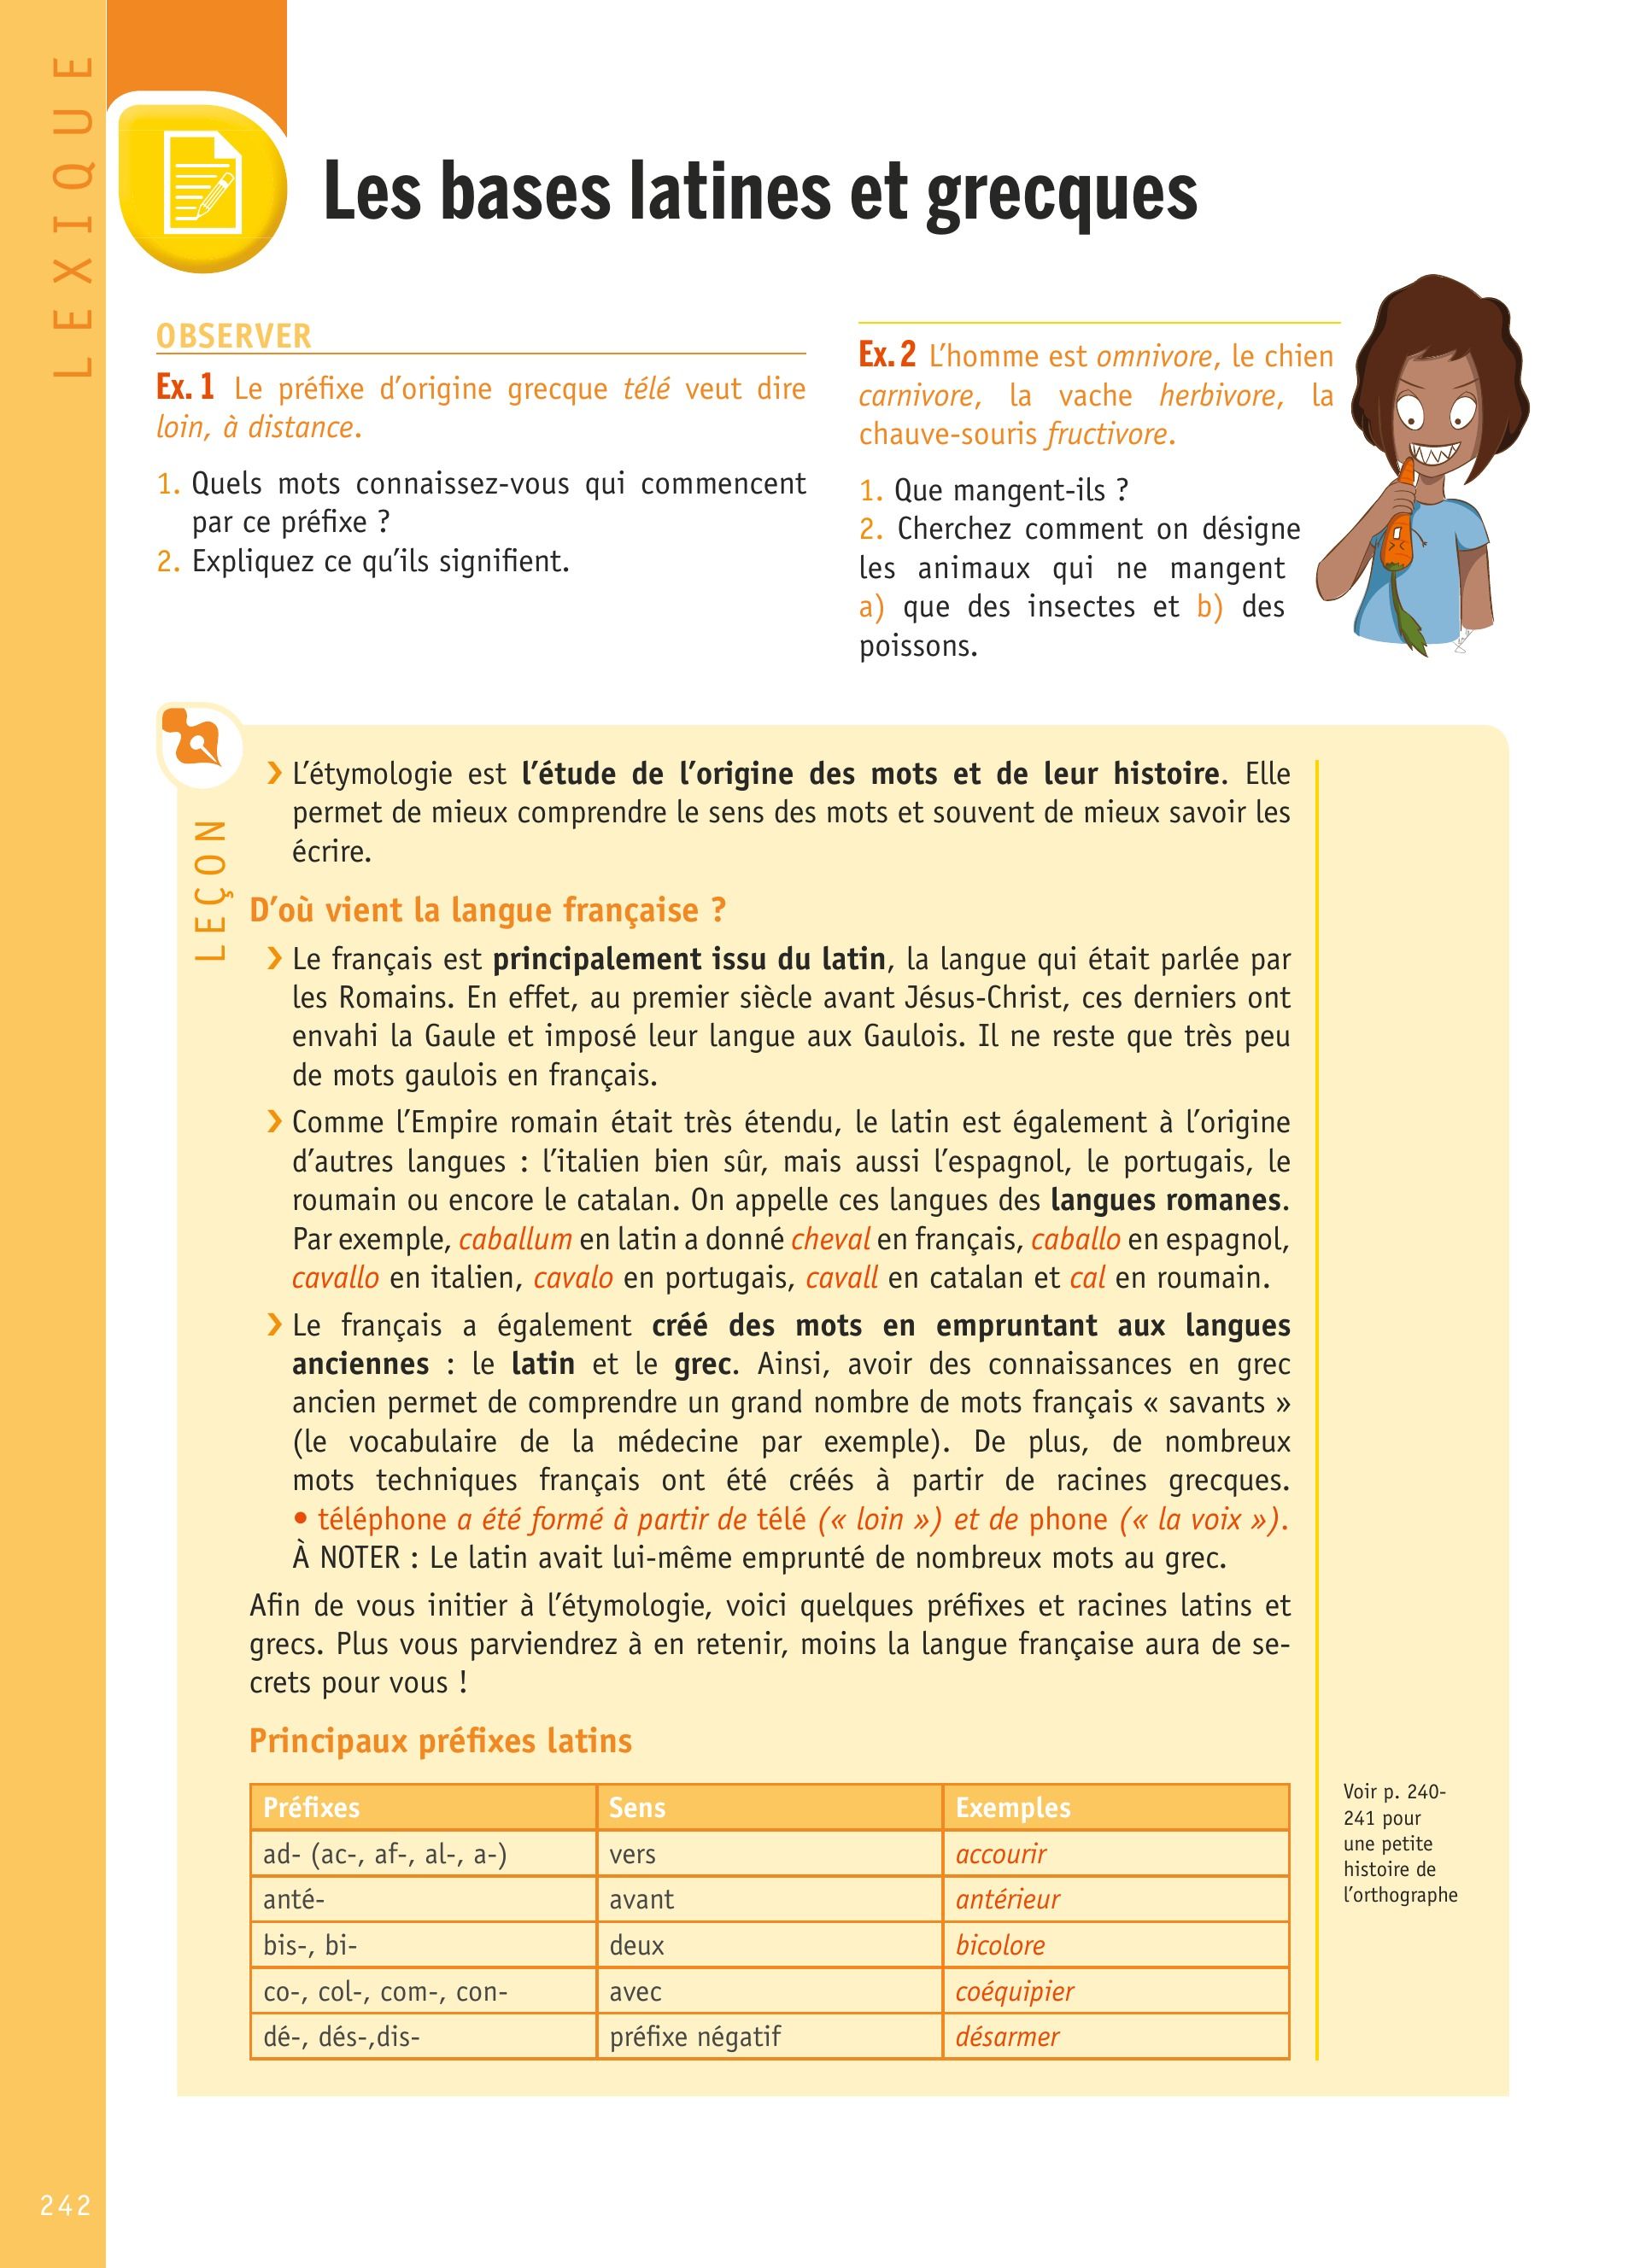 LEXIQUE
Les bases latines et grecques
OBSERVER
Ex. 1 Le préfixe d’origine grecque télé veut dire
loin, à distance.
1. Quels mots connaissez-vous qui commencent
par ce préfixe ?
2. Expliquez ce qu’ils signifient.
Ex. 2 L’homme est omnivore, le chien
carnivore, la vache herbivore, la
chauve-souris fructivore.
1. Que mangent-ils ?
2. Cherchez comment on désigne
les animaux qui ne mangent
a) que des insectes et b) des
poissons.
LEÇON
› L’étymologie est l’étude de l’origine des mots et de leur histoire. Elle
permet de mieux comprendre le sens des mots et souvent de mieux savoir les
écrire.
D’où vient la langue française ?
› Le français est principalement issu du latin, la langue qui était parlée par
les Romains. En effet, au premier siècle avant Jésus-Christ, ces derniers ont
envahi la Gaule et imposé leur langue aux Gaulois. Il ne reste que très peu
de mots gaulois en français.
› Comme l’Empire romain était très étendu, le latin est également à l’origine
d’autres langues : l’italien bien sûr, mais aussi l’espagnol, le portugais, le
roumain ou encore le catalan. On appelle ces langues des langues romanes.
Par exemple, caballum en latin a donné cheval en français, caballo en espagnol,
cavallo en italien, cavalo en portugais, cavall en catalan et cal en roumain.
› Le français a également créé des mots en empruntant aux langues
anciennes : le latin et le grec. Ainsi, avoir des connaissances en grec
ancien permet de comprendre un grand nombre de mots français « savants »
(le vocabulaire de la médecine par exemple). De plus, de nombreux
mots techniques français ont été créés à partir de racines grecques.
• téléphone a été formé à partir de télé (« loin ») et de phone (« la voix »).
À NOTER : Le latin avait lui-même emprunté de nombreux mots au grec.
Afin de vous initier à l’étymologie, voici quelques préfixes et racines latins et
grecs. Plus vous parviendrez à en retenir, moins la langue française aura de se-
crets pour vous !
Principaux préfixes latins
Préfixes Sens Exemples
ad- (ac-, af-, al-, a-) vers accourir
anté- avant antérieur
bis-, bi- deux bicolore
co-, col-, com-, con- avec coéquipier
dé-, dés-,dis- préfixe négatif désarmer
Voir p. 240-
241 pour
une petite
histoire de
l’orthographe
242